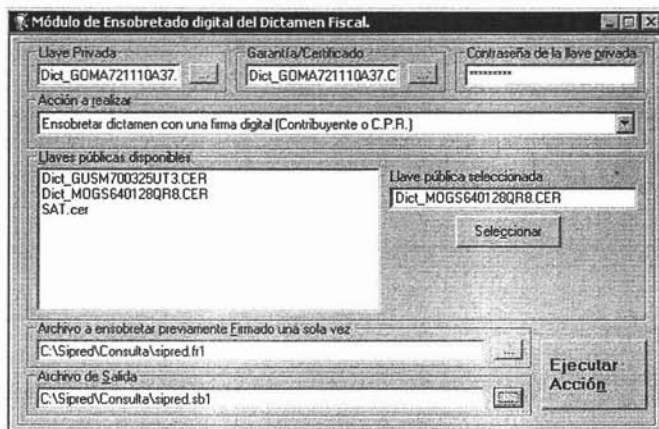 Módulo de Ensobretado digital del Dictamen Fiscal.
Llave Privada
Garantía/Certificado
Contraseña de la llave privada
Dict_GOMA721110A37.
...
Dict_GOMA721110A37.C
...
*********
Acción a realizar
Ensobretar dictamen con una firma digital (Contribuyente o C.P.R.)
Llaves públicas disponibles
Dict_GUSM700325UT3.CER
Dict_MOGS640128QR8.CER
SAT.cer
Llave pública seleccionada
Dict_MOGS640128QR8.CER
Seleccionar
Archivo a ensobretar previamente Firmado una sola vez
C:\Sipred\Consulta\sipred.fr1
...
Archivo de Salida
C:\Sipred\Consulta\sipred.sb1
...
Ejecutar
Acción